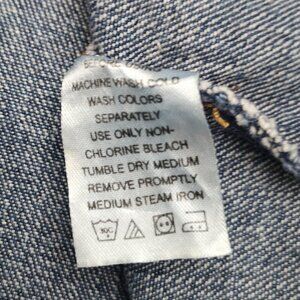 MACHINE WASH COLD
WASH COLORS
SEPARATELY
USE ONLY NON-
CHLORINE BLEACH
TUMBLE DRY MEDIUM
REMOVE PROMPTLY
MEDIUM STEAM IRON